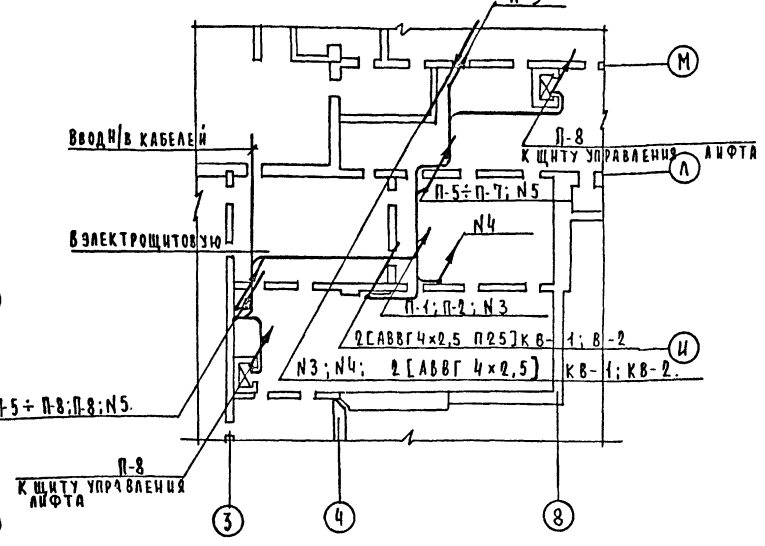 М
Ввод н/в кабелей
П-8
к щиту управления лифта
Л
П-5÷П-7; N5
N4
в электрощитовую
П-1; П-2; N3
2[АВВГ 4×2,5 П25] к В-1; В-2
И
N3; N4; 2[АВВГ 4×2,5] к В-1; КВ-2.
-5÷П-8; П-8; N5.
П-8
к щиту управления
лифта
3
4
8